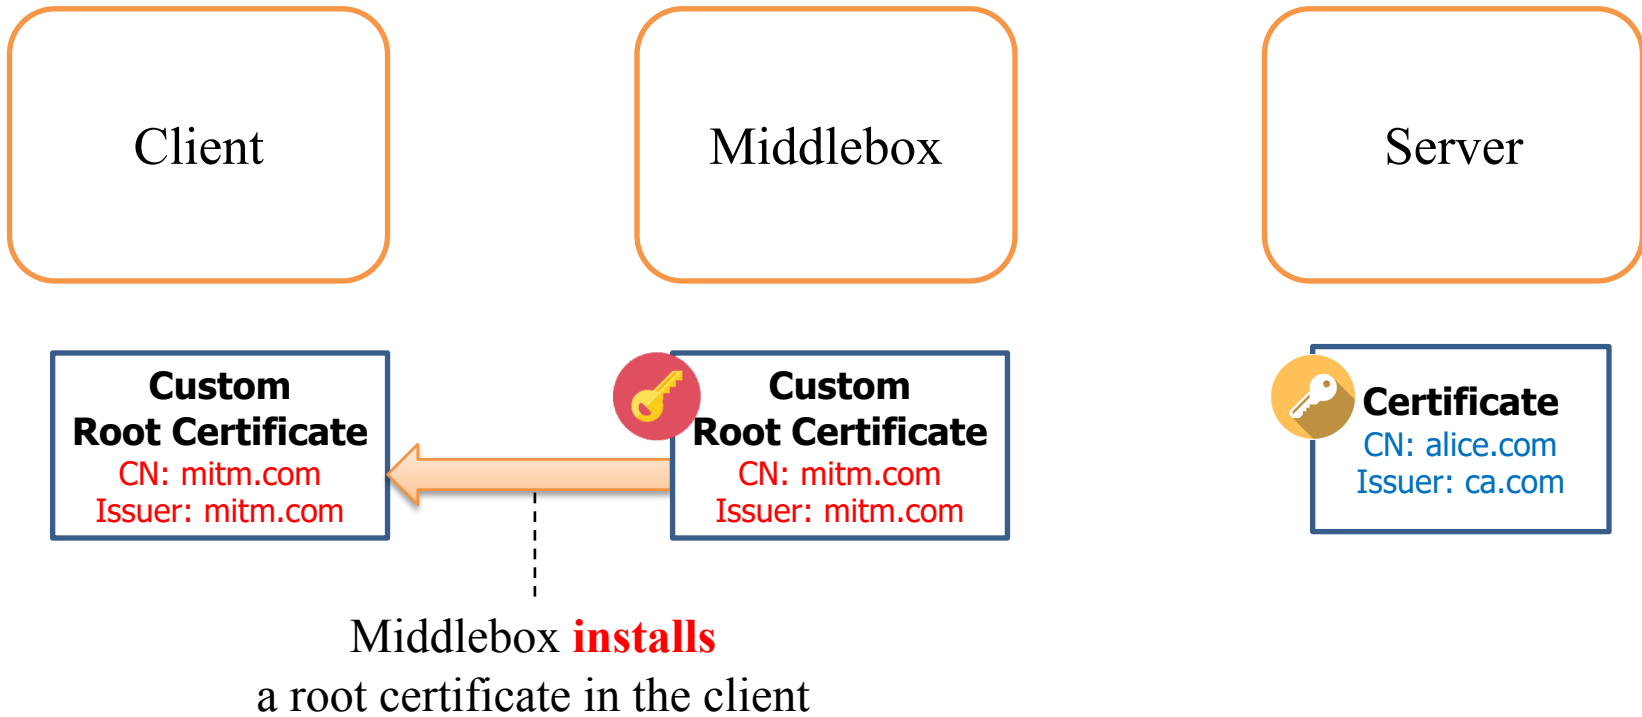 Client
Middlebox
Server
Custom
Root Certificate
CN: mitm.com
Issuer: mitm.com
Custom
Root Certificate
CN: mitm.com
Issuer: mitm.com
Certificate
CN: alice.com
Issuer: ca.com
Middlebox installs
a root certificate in the client